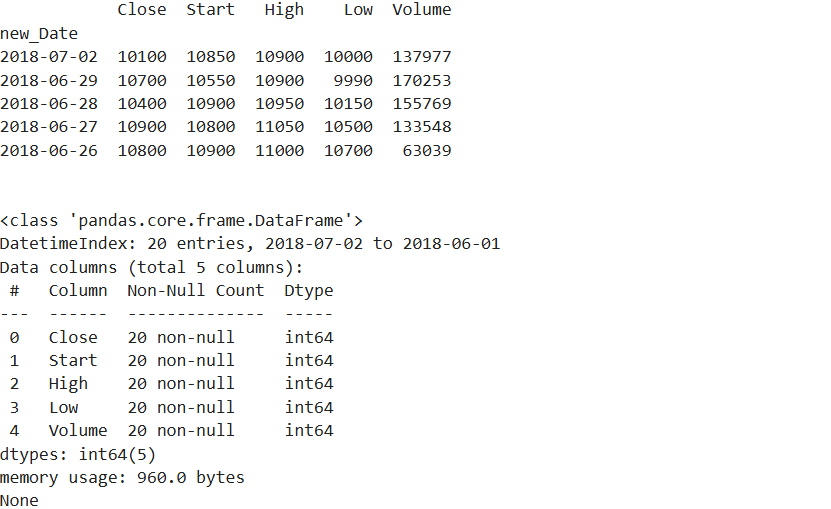 Close  Start   High    Low  Volume
new_Date
2018-07-02  10100  10850  10900  10000  137977
2018-06-29  10700  10550  10900   9990  170253
2018-06-28  10400  10900  10950  10150  155769
2018-06-27  10900  10800  11050  10500  133548
2018-06-26  10800  10900  11000  10700   63039
<class 'pandas.core.frame.DataFrame'>
DatetimeIndex: 20 entries, 2018-07-02 to 2018-06-01
Data columns (total 5 columns):
 #   Column  Non-Null Count  Dtype
---  ------  --------------  -----
 0   Close   20 non-null     int64
 1   Start   20 non-null     int64
 2   High    20 non-null     int64
 3   Low     20 non-null     int64
 4   Volume  20 non-null     int64
dtypes: int64(5)
memory usage: 960.0 bytes
None